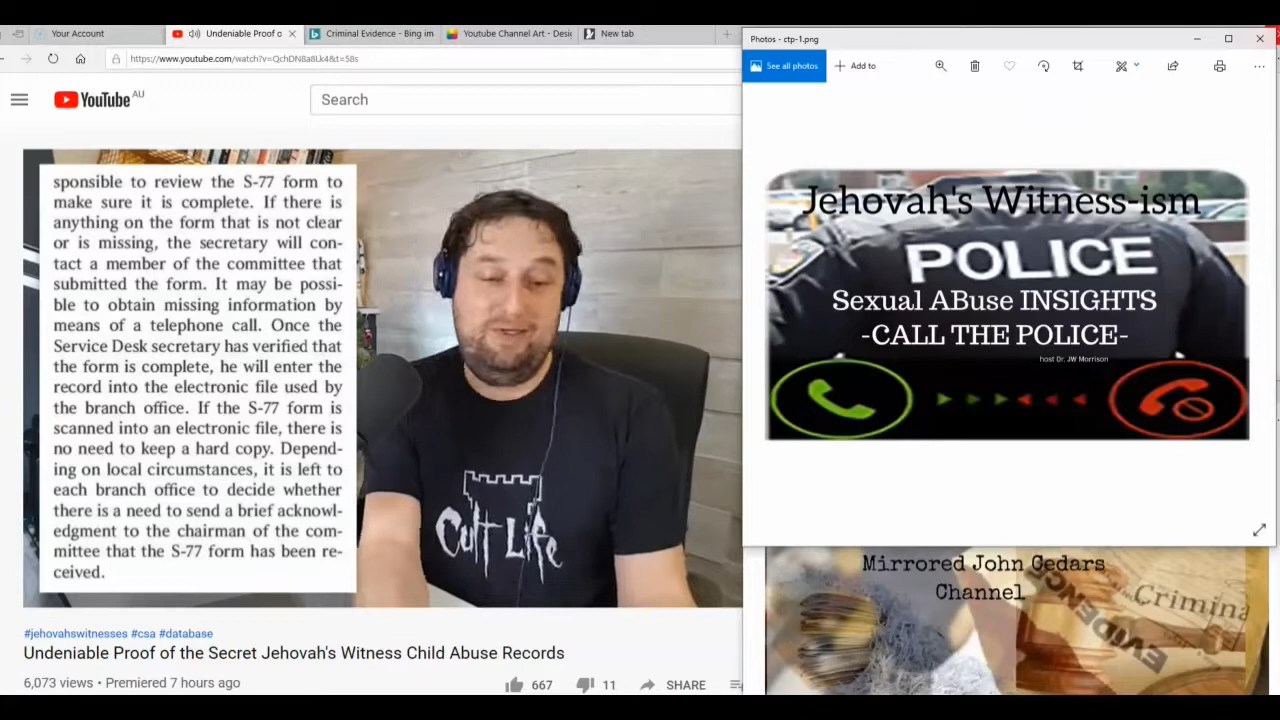 Your Account
Undeniable Proof o
Criminal Evidence - Bing im
Youtube Channel Art - Desig
New tab
https://www.youtube.com/watch?v=QchDN8a8Lk4&t=58s
YouTube AU
Search
sponsible to review the S-77 form to
make sure it is complete. If there is
anything on the form that is not clear
or is missing, the secretary will con-
tact a member of the committee that
submitted the form. It may be possi-
ble to obtain missing information by
means of a telephone call. Once the
Service Desk secretary has verified that
the form is complete, he will enter the
record into the electronic file used by
the branch office. If the S-77 form is
scanned into an electronic file, there is
no need to keep a hard copy. Depend-
ing on local circumstances, it is left to
each branch office to decide whether
there is a need to send a brief acknowl-
edgment to the chairman of the com-
mittee that the S-77 form has been re-
ceived.
Cult Life
#jehovahswitnesses #csa #database
Undeniable Proof of the Secret Jehovah's Witness Child Abuse Records
6,073 views • Premiered 7 hours ago
667
11
SHARE
Photos - ctp-1.png
See all photos
Add to
Jehovah's Witness-ism
POLICE
Sexual ABuse INSIGHTS
-CALL THE POLICE-
host Dr. JW Morrison
Mirrored John Cedars
Channel
EVIDENCE
Crimina